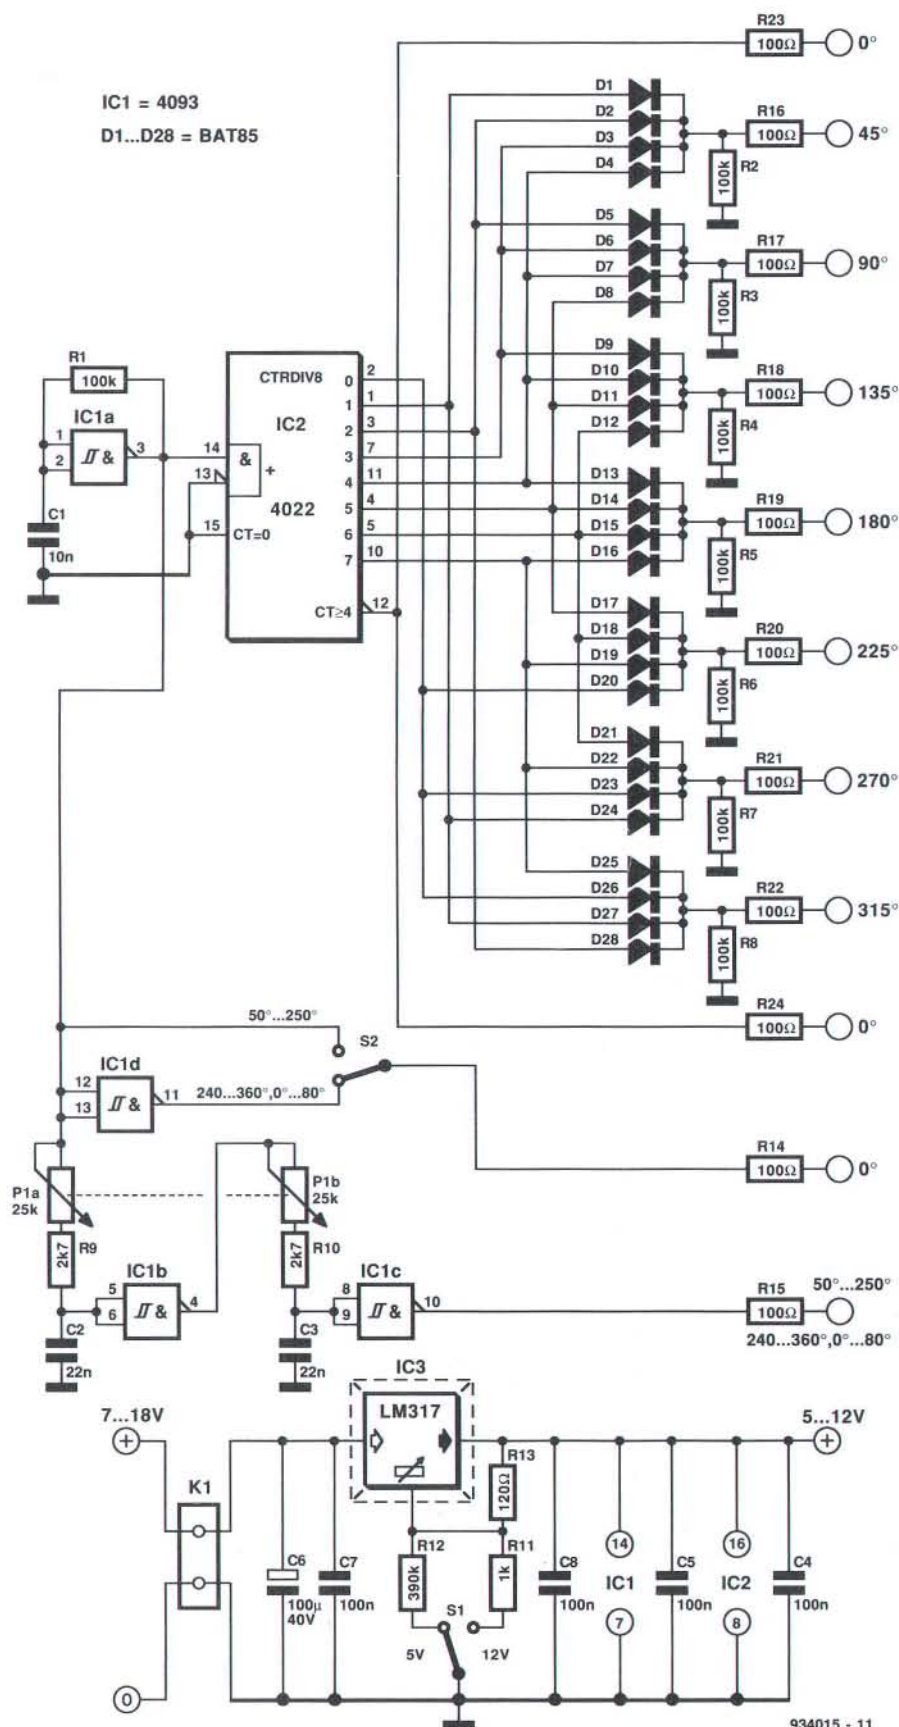 R23
100Ω
0°
IC1 = 4093
D1...D28 = BAT85
D1
D2
D3
D4
R16
100Ω
45°
100k
R2
D5
D6
D7
D8
R17
100Ω
90°
100k
R3
D9
D10
D11
D12
R18
100Ω
135°
100k
R4
D13
D14
D15
D16
R19
100Ω
180°
100k
R5
D17
D18
D19
D20
R20
100Ω
225°
100k
R6
D21
D22
D23
D24
R21
100Ω
270°
100k
R7
D25
D26
D27
D28
R22
100Ω
315°
100k
R8
R24
100Ω
0°
R1
100k
IC1a
1
2
&
3
C1
10n
CTRDIV8
IC2
4022
14
13
15
&
+
CT=0
0 2
1 1
2 3
3 7
4 11
5 4
6 5
7 10
CT≥4 12
50°...250°
S2
IC1d
12
13
&
11
240...360°,0°...80°
R14
100Ω
0°
P1a
25k
P1b
25k
2k7
R9
2k7
R10
IC1b
5
6
&
4
IC1c
8
9
&
10
R15
100Ω
50°...250°
240...360°,0°...80°
C2
22n
C3
22n
IC3
LM317
7...18V
+
5...12V
+
K1
R13
120Ω
R12
390k
R11
1k
C6
100µ
40V
C7
100n
S1
5V
12V
C8
100n
14
IC1
7
C5
100n
16
IC2
8
C4
100n
0
934015 - 11